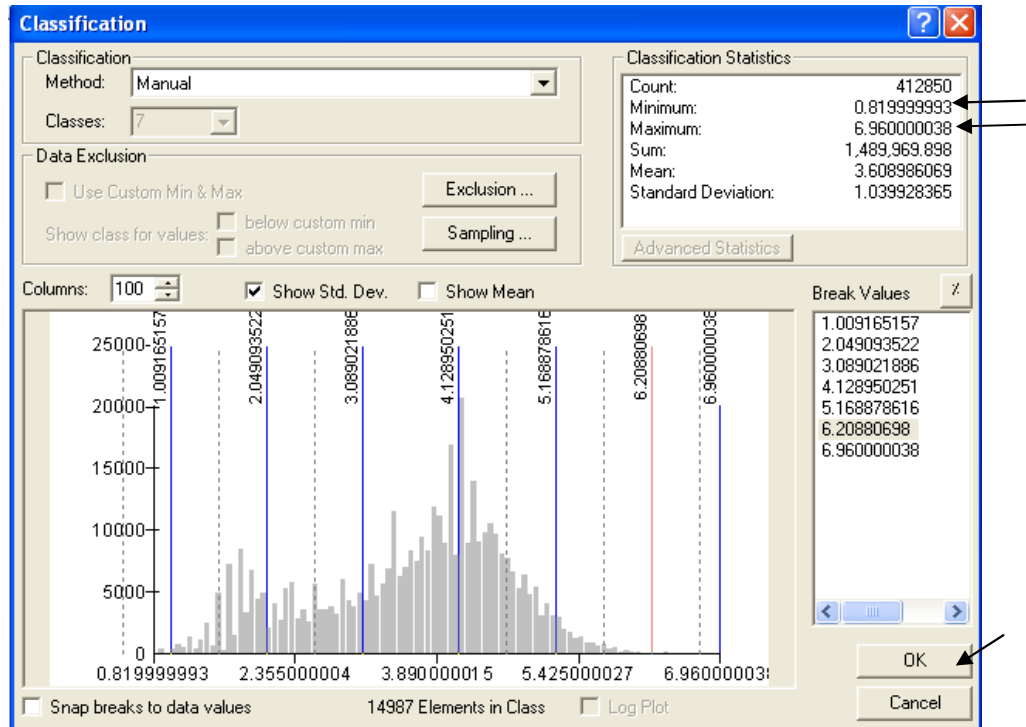 Classification
Classification
Method: Manual
Classes: 7
Data Exclusion
Use Custom Min & Max
Exclusion ...
Show class for values:
below custom min
above custom max
Sampling ...
Classification Statistics
Count: 412850
Minimum: 0.819999993
Maximum: 6.960000038
Sum: 1,489,969.898
Mean: 3.608986069
Standard Deviation: 1.039928365
Advanced Statistics
Columns: 100
Show Std. Dev.
Show Mean
Break Values
%
1.009165157
2.049093522
3.089021886
4.128950251
5.168878616
6.20880698
6.960000038
25000
20000
15000
10000
5000
0
1.009165157
2.049093522
3.089021886
4.128950251
5.168878616
6.20880698
6.960000038
0.8199999993 2.355000004 3.890000015 5.425000027 6.960000038
Snap breaks to data values
14987 Elements in Class
Log Plot
OK
Cancel